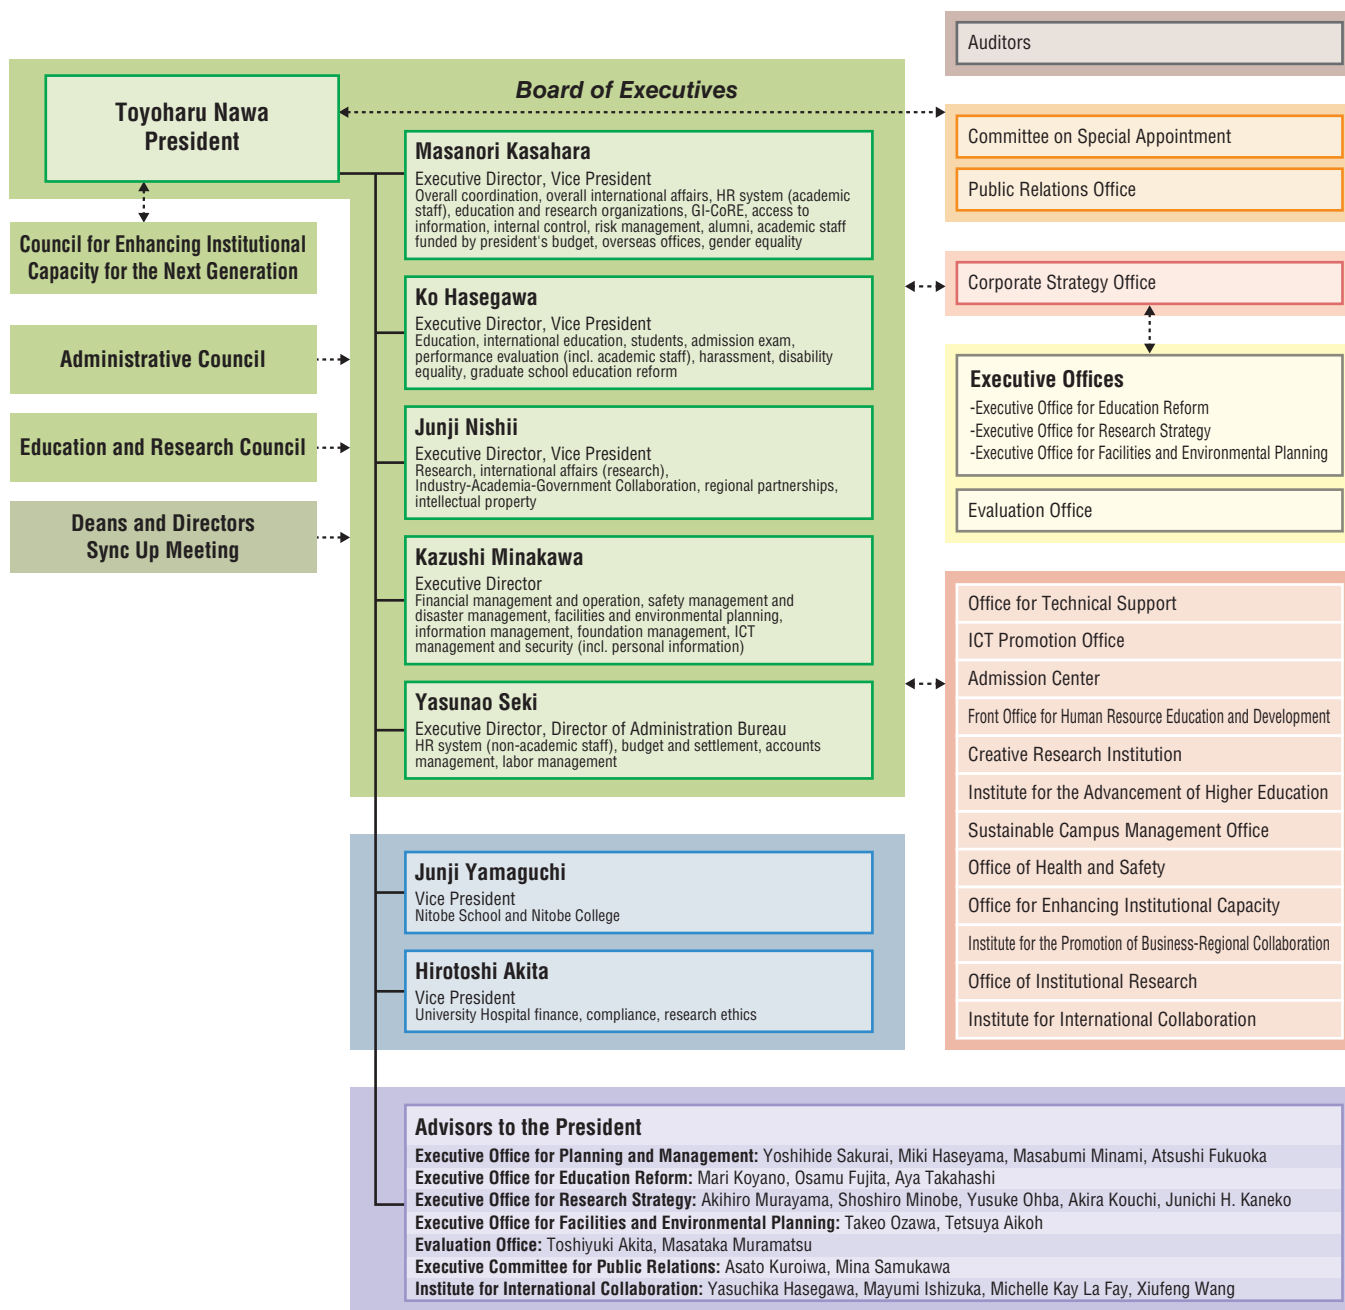 Board of Executives
Toyoharu Nawa
President
Council for Enhancing Institutional
Capacity for the Next Generation
Administrative Council
Education and Research Council
Deans and Directors
Sync Up Meeting
Masanori Kasahara
Executive Director, Vice President
Overall coordination, overall international affairs, HR system (academic
staff), education and research organizations, GI-CoRE, access to
information, internal control, risk management, alumni, academic staff
funded by president's budget, overseas offices, gender equality
Ko Hasegawa
Executive Director, Vice President
Education, international education, students, admission exam,
performance evaluation (incl. academic staff), harassment, disability
equality, graduate school education reform
Junji Nishii
Executive Director, Vice President
Research, international affairs (research),
Industry-Academia-Government Collaboration, regional partnerships,
intellectual property
Kazushi Minakawa
Executive Director
Financial management and operation, safety management and
disaster management, facilities and environmental planning,
information management, foundation management, ICT
management and security (incl. personal information)
Yasunao Seki
Executive Director, Director of Administration Bureau
HR system (non-academic staff), budget and settlement, accounts
management, labor management
Junji Yamaguchi
Vice President
Nitobe School and Nitobe College
Hirotoshi Akita
Vice President
University Hospital finance, compliance, research ethics
Auditors
Committee on Special Appointment
Public Relations Office
Corporate Strategy Office
Executive Offices
-Executive Office for Education Reform
-Executive Office for Research Strategy
-Executive Office for Facilities and Environmental Planning
Evaluation Office
Office for Technical Support
ICT Promotion Office
Admission Center
Front Office for Human Resource Education and Development
Creative Research Institution
Institute for the Advancement of Higher Education
Sustainable Campus Management Office
Office of Health and Safety
Office for Enhancing Institutional Capacity
Institute for the Promotion of Business-Regional Collaboration
Office of Institutional Research
Institute for International Collaboration
Advisors to the President
Executive Office for Planning and Management: Yoshihide Sakurai, Miki Haseyama, Masabumi Minami, Atsushi Fukuoka
Executive Office for Education Reform: Mari Koyano, Osamu Fujita, Aya Takahashi
Executive Office for Research Strategy: Akihiro Murayama, Shoshiro Minobe, Yusuke Ohba, Akira Kouchi, Junichi H. Kaneko
Executive Office for Facilities and Environmental Planning: Takeo Ozawa, Tetsuya Aikoh
Evaluation Office: Toshiyuki Akita, Masataka Muramatsu
Executive Committee for Public Relations: Asato Kuroiwa, Mina Samukawa
Institute for International Collaboration: Yasuchika Hasegawa, Mayumi Ishizuka, Michelle Kay La Fay, Xiufeng Wang